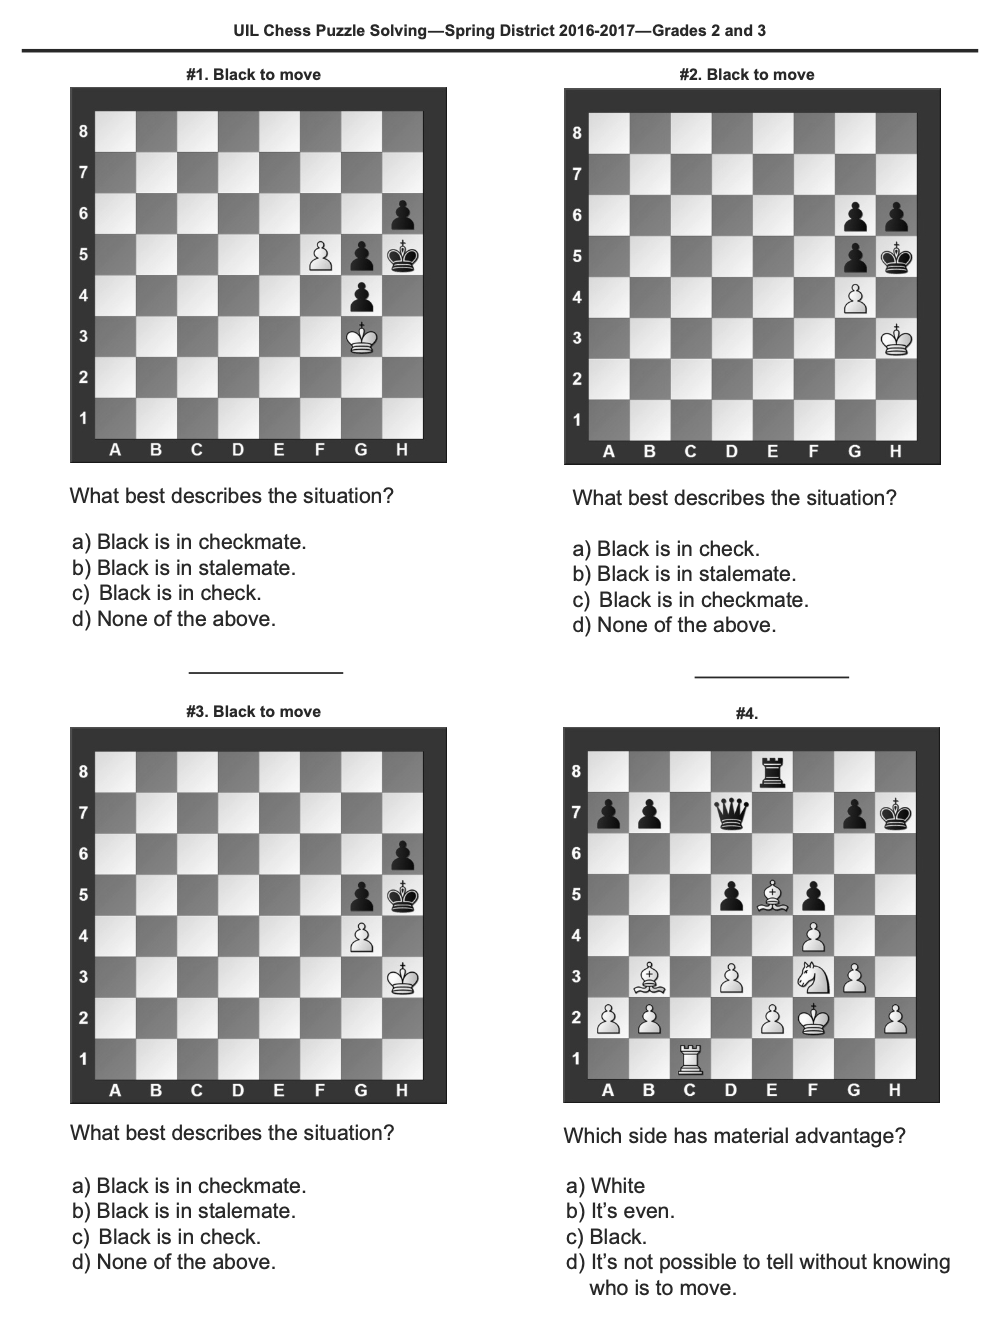 UIL Chess Puzzle Solving—Spring District 2016-2017—Grades 2 and 3
#1. Black to move
8
7
6
5
4
3
2
1
A B C D E F G H
What best describes the situation?
a) Black is in checkmate.
b) Black is in stalemate.
c) Black is in check.
d) None of the above.
#2. Black to move
8
7
6
5
4
3
2
1
A B C D E F G H
What best describes the situation?
a) Black is in check.
b) Black is in stalemate.
c) Black is in checkmate.
d) None of the above.
#3. Black to move
8
7
6
5
4
3
2
1
A B C D E F G H
What best describes the situation?
a) Black is in checkmate.
b) Black is in stalemate.
c) Black is in check.
d) None of the above.
#4.
8
7
6
5
4
3
2
1
A B C D E F G H
Which side has material advantage?
a) White
b) It’s even.
c) Black.
d) It’s not possible to tell without knowing
who is to move.